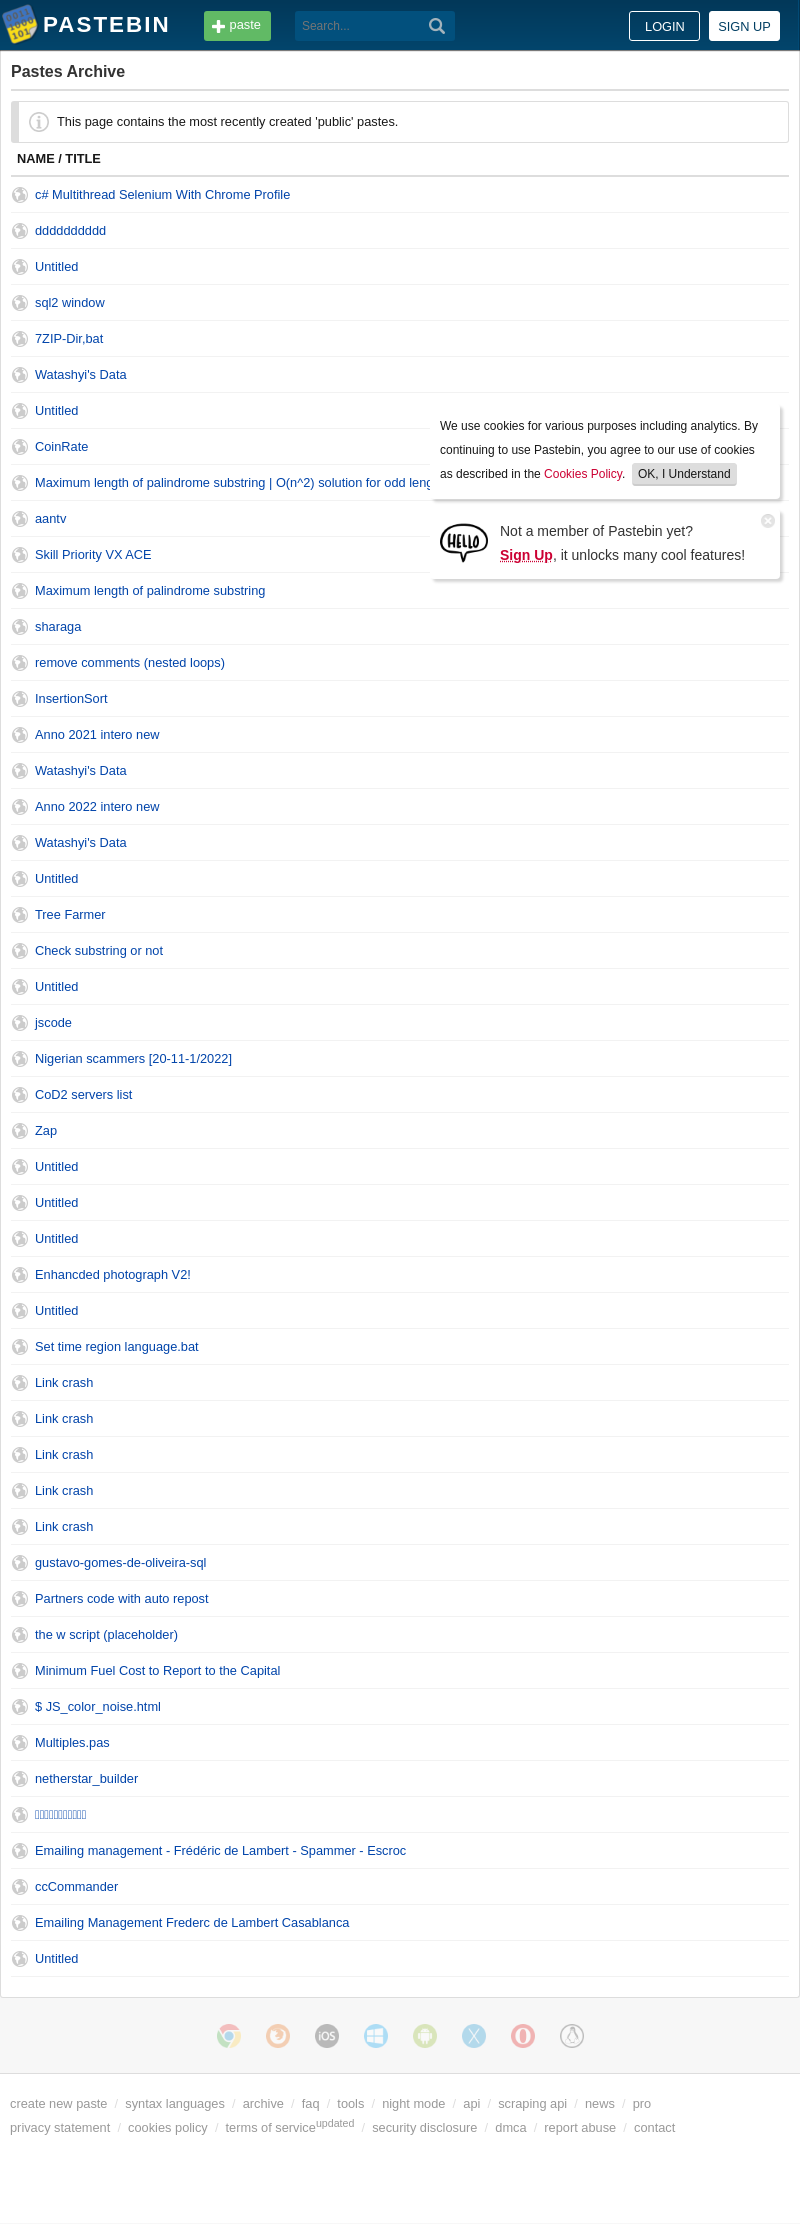 PASTEBIN
paste
Search...
LOGIN
SIGN UP
Pastes Archive
This page contains the most recently created 'public' pastes.
NAME / TITLE
c# Multithread Selenium With Chrome Profile
dddddddddd
Untitled
sql2 window
7ZIP-Dir,bat
Watashyi's Data
Untitled
CoinRate
Maximum length of palindrome substring | O(n^2) solution for odd leng
aantv
Skill Priority VX ACE
Maximum length of palindrome substring
We use cookies for various purposes including analytics. By
continuing to use Pastebin, you agree to our use of cookies
as described in the Cookies Policy. OK, I Understand
HELLO
Not a member of Pastebin yet?
Sign Up, it unlocks many cool features!
sharaga
remove comments (nested loops)
InsertionSort
Anno 2021 intero new
Watashyi's Data
Anno 2022 intero new
Watashyi's Data
Untitled
Tree Farmer
Check substring or not
Untitled
jscode
Nigerian scammers [20-11-1/2022]
CoD2 servers list
Zap
Untitled
Untitled
Untitled
Enhancded photograph V2!
Untitled
Set time region language.bat
Link crash
Link crash
Link crash
Link crash
Link crash
gustavo-gomes-de-oliveira-sql
Partners code with auto repost
the w script (placeholder)
Minimum Fuel Cost to Report to the Capital
$ JS_color_noise.html
Multiples.pas
netherstar_builder
Emailing management - Frédéric de Lambert - Spammer - Escroc
ccCommander
Emailing Management Frederc de Lambert Casablanca
Untitled
iOS
create new paste / syntax languages / archive / faq / tools / night mode / api / scraping api / news / pro
privacy statement / cookies policy / terms of service updated / security disclosure / dmca / report abuse / contact